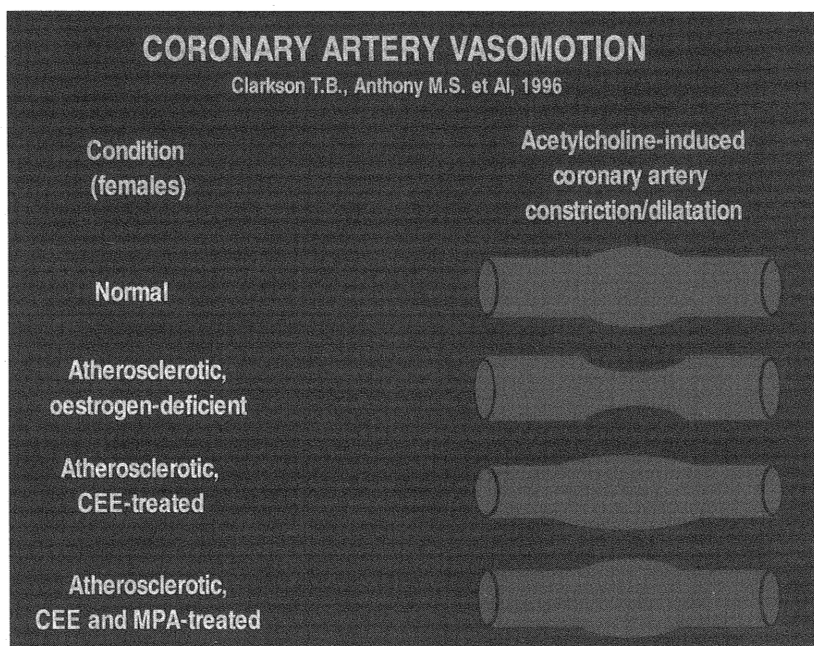 CORONARY ARTERY VASOMOTION
Clarkson T.B., Anthony M.S. et Al, 1996
Condition
(females)
Acetylcholine-induced
coronary artery
constriction/dilatation
Normal
Atherosclerotic,
oestrogen-deficient
Atherosclerotic,
CEE-treated
Atherosclerotic,
CEE and MPA-treated